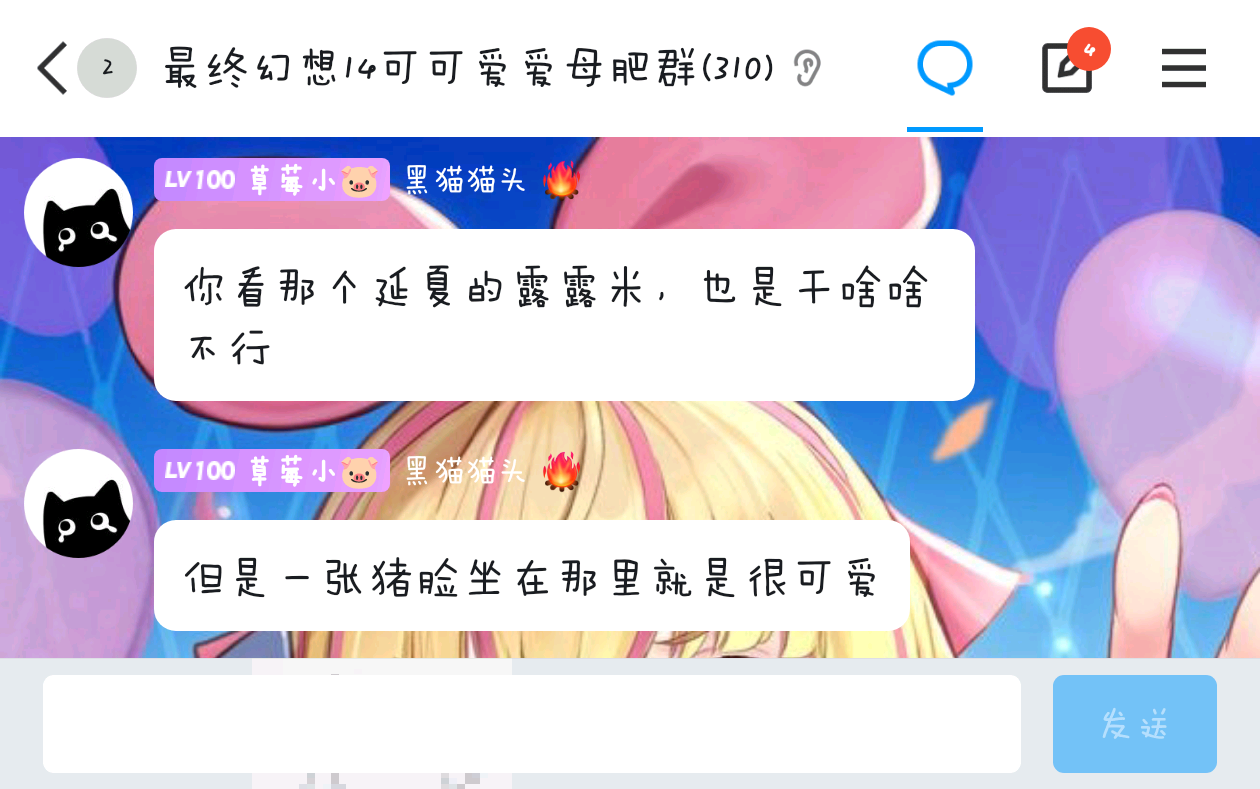 2
最终幻想14可可爱爱母肥群(310)
4
LV100 草莓小🐷 黑猫猫头 🔥
你看那个延夏的露露米，也是干啥啥
不行
LV100 草莓小🐷 黑猫猫头 🔥
但是一张猪脸坐在那里就是很可爱
发送